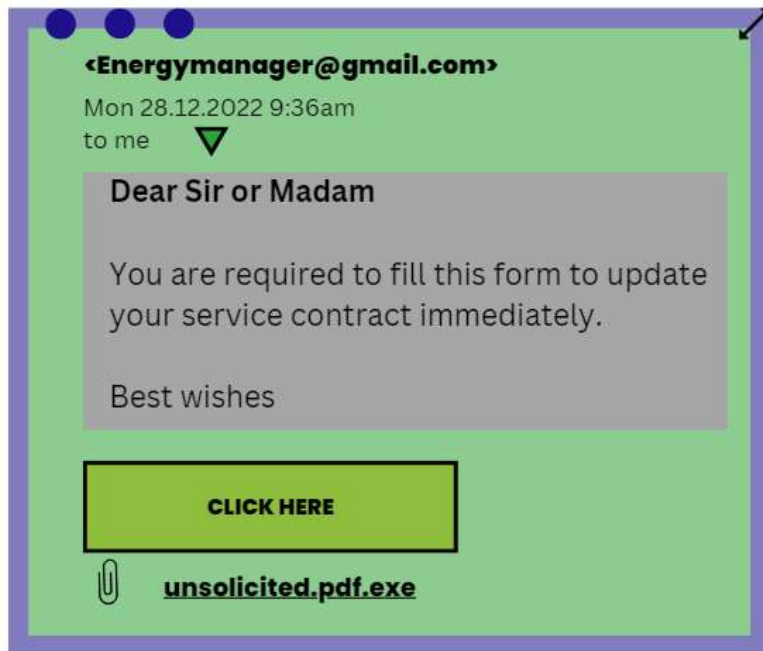 <Energymanager@gmail.com>
Mon 28.12.2022 9:36am
to me
Dear Sir or Madam
You are required to fill this form to update
your service contract immediately.
Best wishes
CLICK HERE
unsolicited.pdf.exe